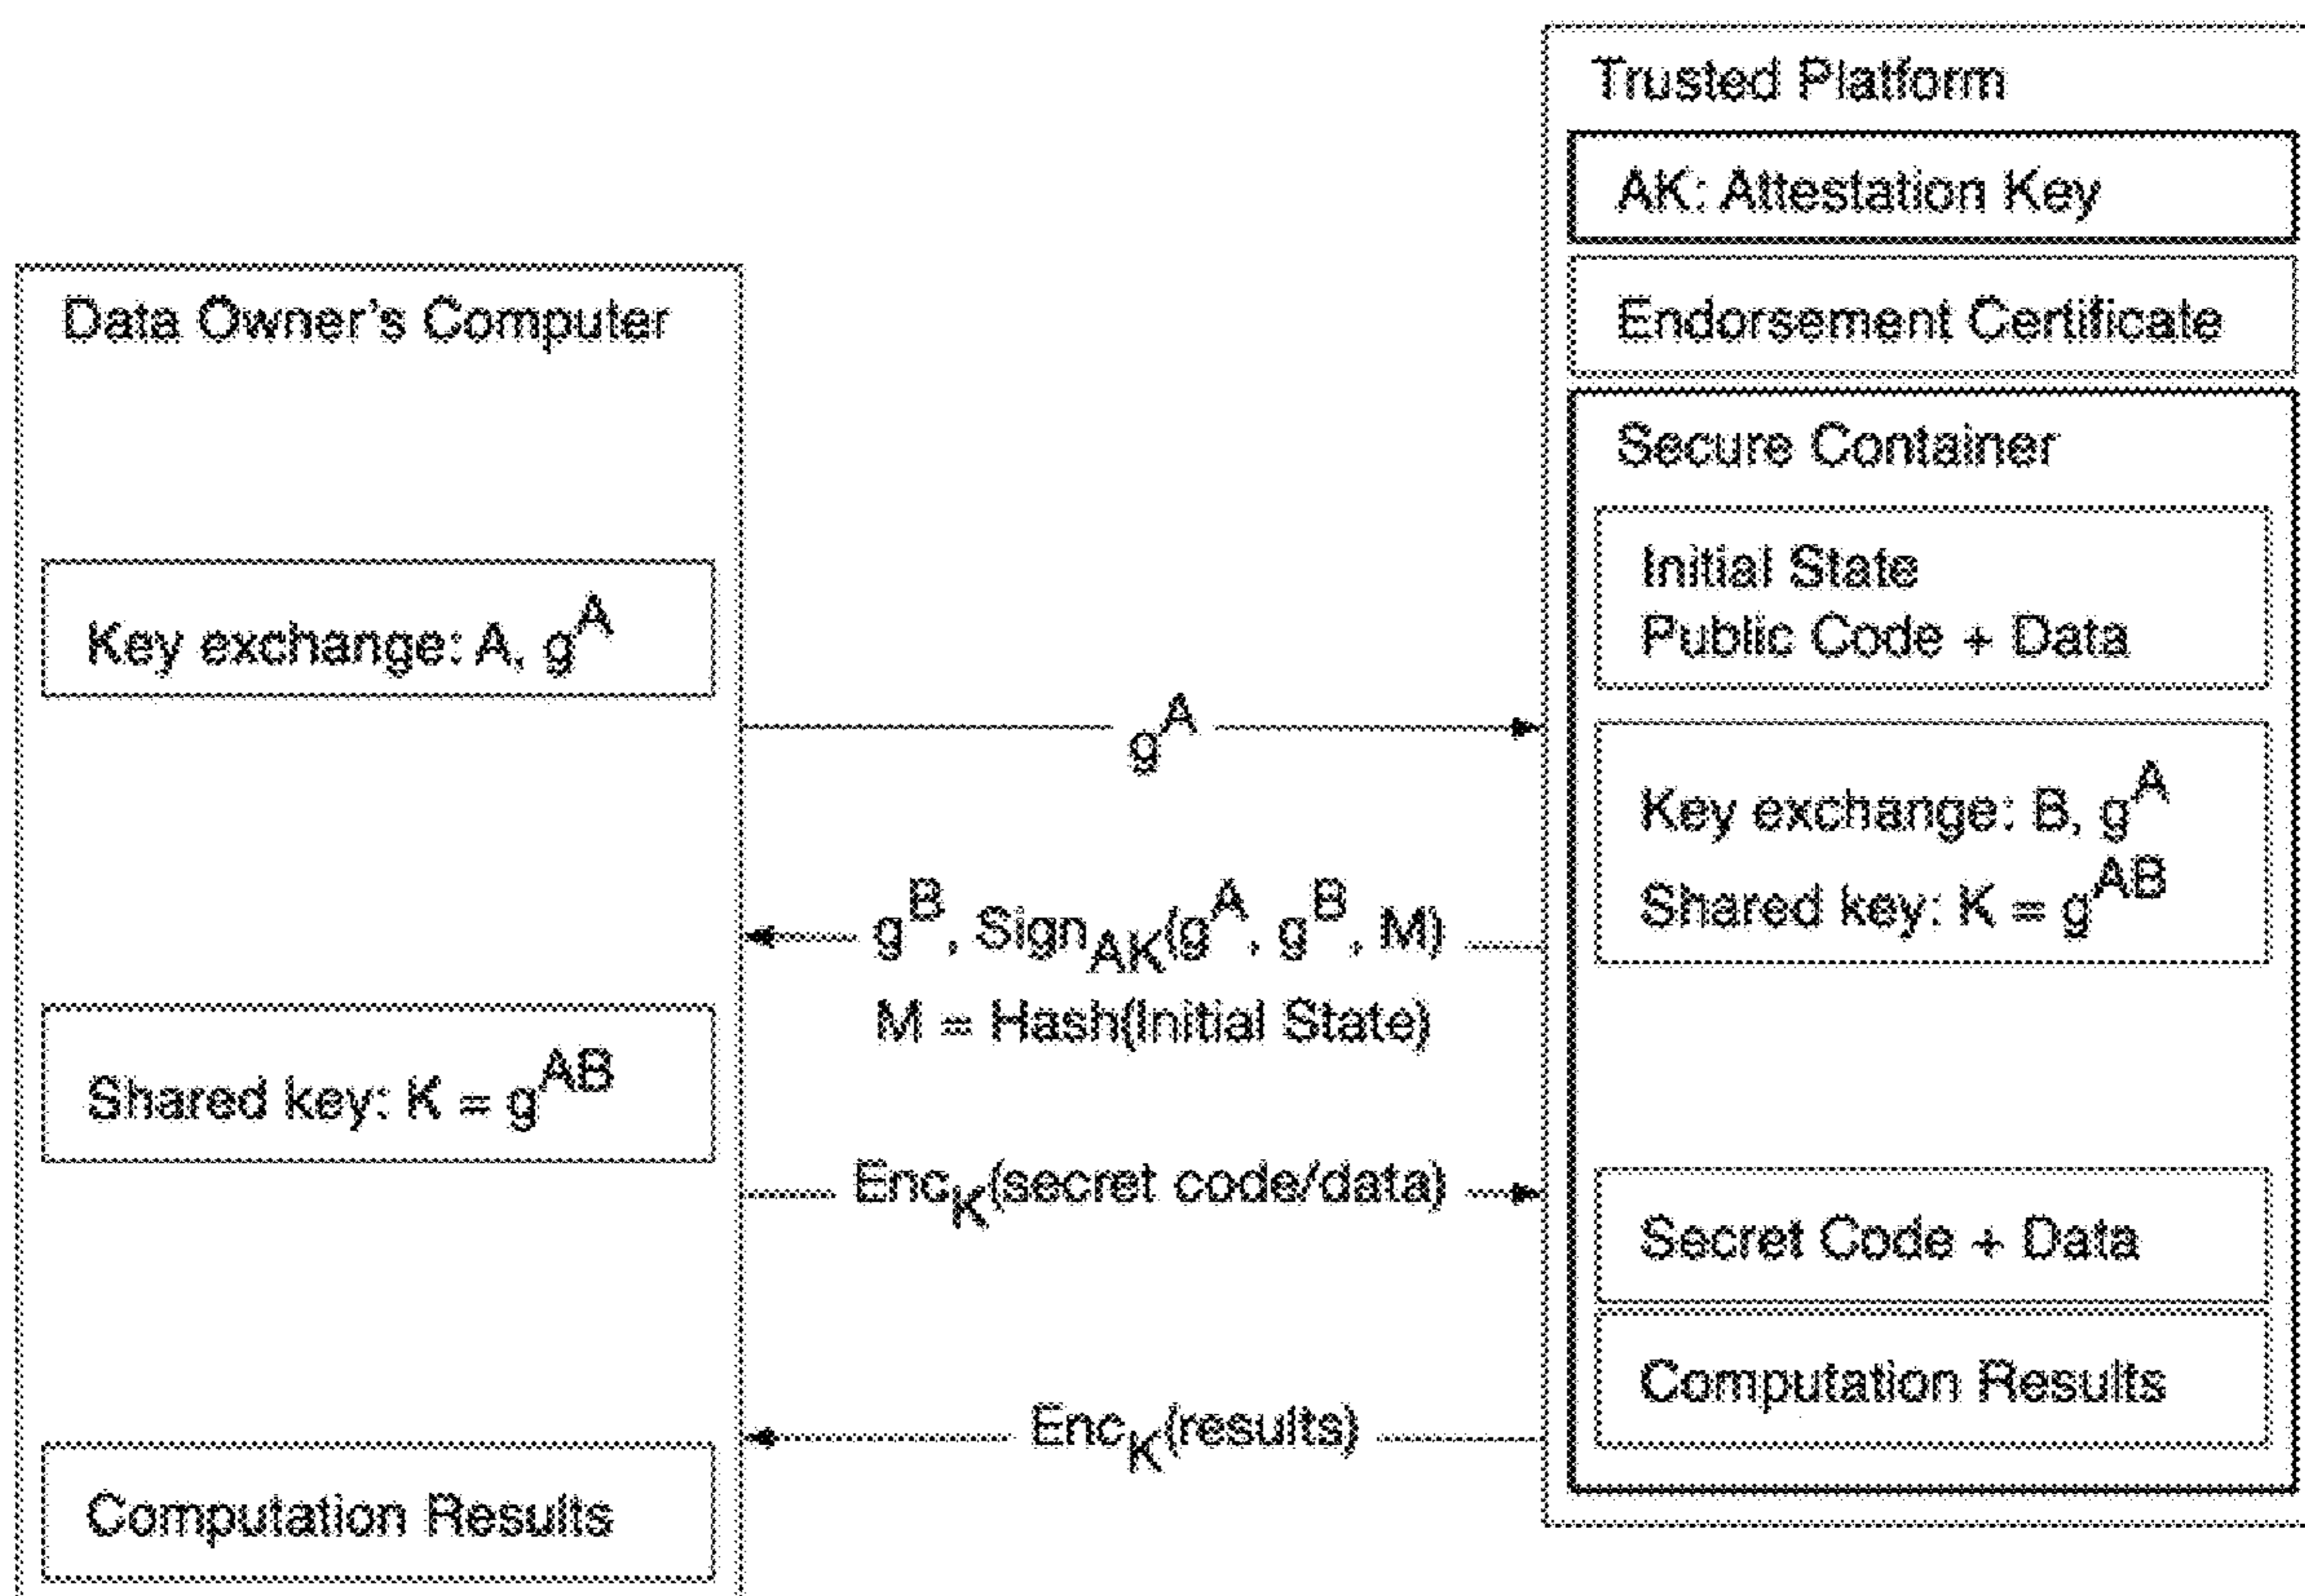 Trusted Platform
AK: Attestation Key
Endorsement Certificate
Secure Container
Initial State
Public Code + Data
Key exchange: B, g^A
Shared key: K = g^AB
Secret Code + Data
Computation Results
Data Owner's Computer
Key exchange: A, g^A
Shared key: K = g^AB
Computation Results
g^A
g^B, Sign_AK(g^A, g^B, M)
M = Hash(Initial State)
Enc_K(secret code/data)
Enc_K(results)